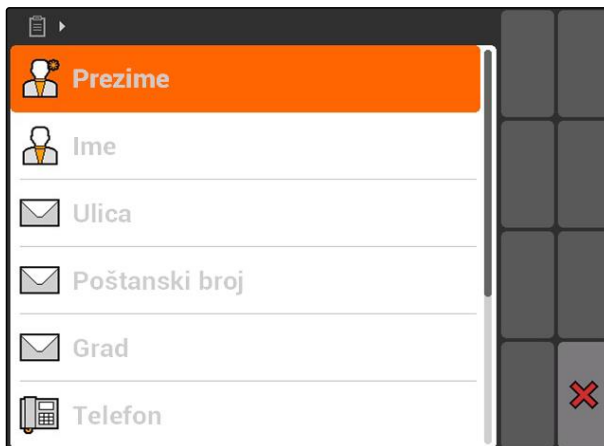 Prezime
Ime
Ulica
Poštanski broj
Grad
Telefon